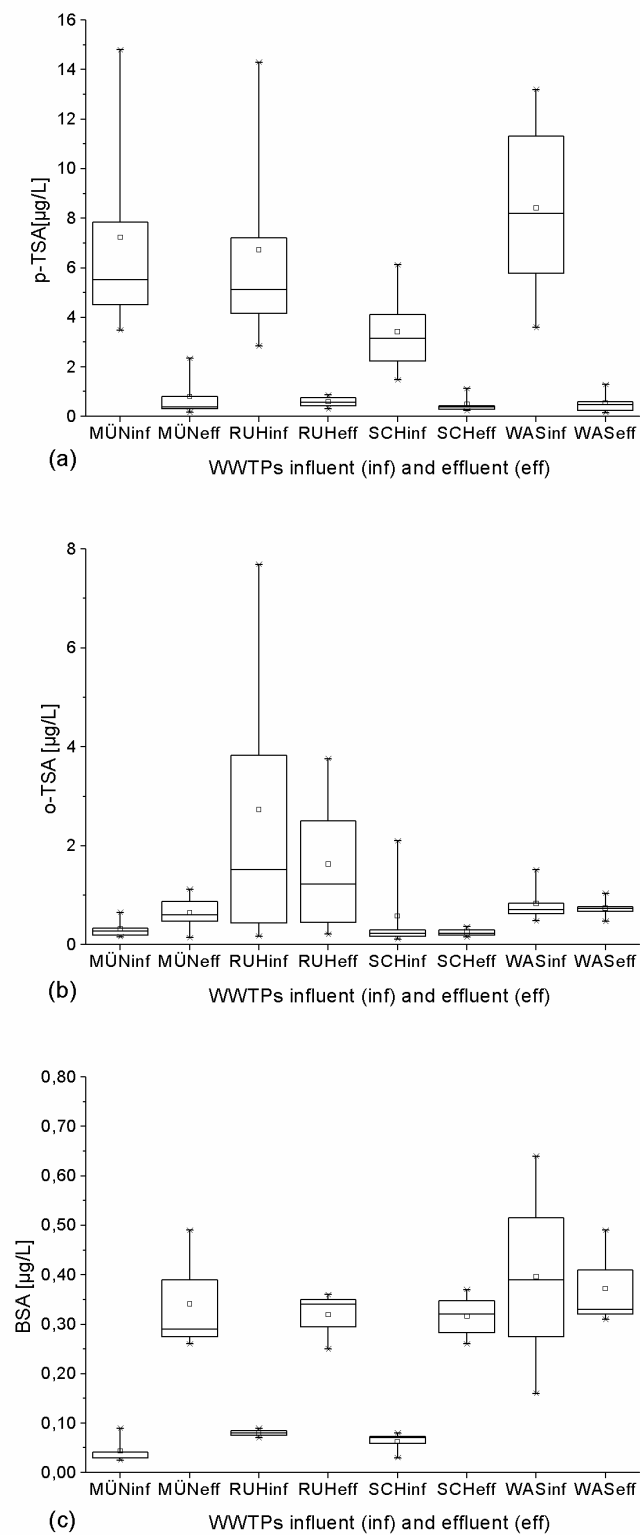 16
14
12
10
8
6
4
2
0
p-TSA[µg/L]
MÜNinf MÜNeff RUHinf RUHeff SCHinf SCHeff WASinf WASeff
(a)
WWTPs influent (inf) and effluent (eff)
8
6
4
2
0
o-TSA [µg/L]
MÜNinf MÜNeff RUHinf RUHeff SCHinf SCHeff WASinf WASeff
(b)
WWTPs influent (inf) and effluent (eff)
0,80
0,70
0,60
0,50
0,40
0,30
0,20
0,10
0,00
BSA [µg/L]
MÜNinf MÜNeff RUHinf RUHeff SCHinf SCHeff WASinf WASeff
(c)
WWTPs influent (inf) and effluent (eff)